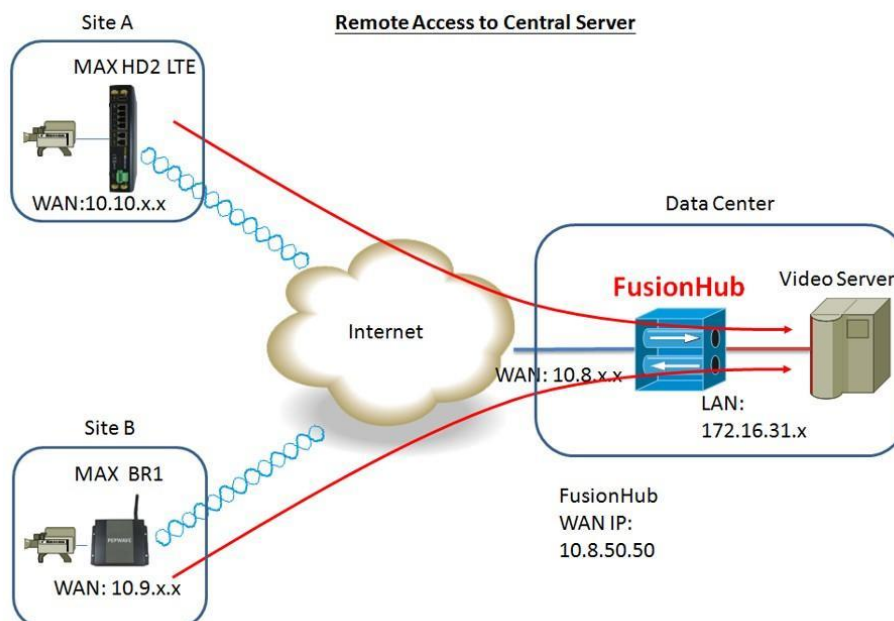 Remote Access to Central Server
Site A
MAX HD2 LTE
WAN:10.10.x.x
Data Center
FusionHub
Video Server
Internet
WAN: 10.8.x.x
LAN:
172.16.31.x
Site B
MAX BR1
PEPWAVE
WAN: 10.9.x.x
FusionHub
WAN IP:
10.8.50.50